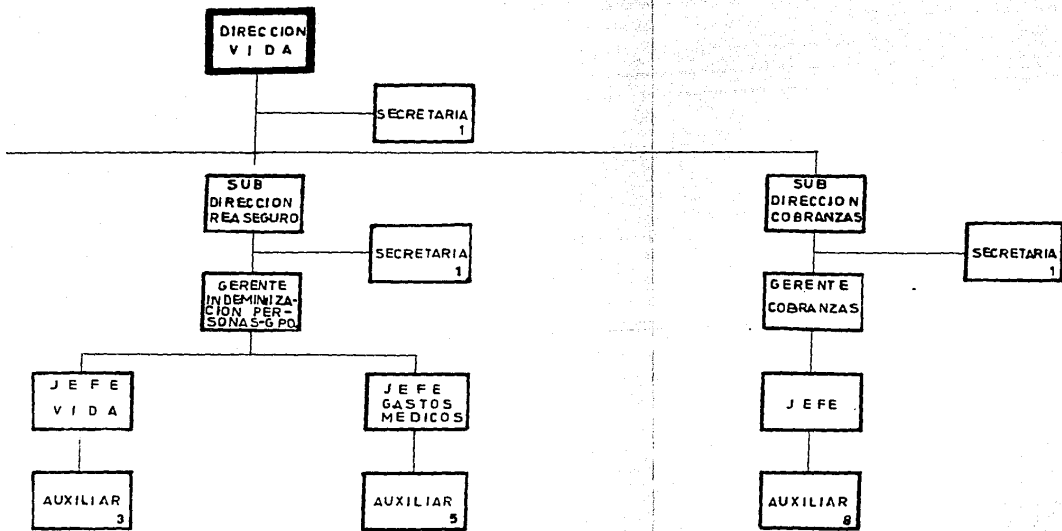 DIRECCION
VIDA
SECRETARIA
1
SUB
DIRECCION
REASEGURO
SUB
DIRECCION
COBRANZAS
SECRETARIA
1
SECRETARIA
1
GERENTE
INDEMINIZA-
CION PER-
SONAS-GPO.
GERENTE
COBRANZAS
JEFE
VIDA
JEFE
GASTOS
MEDICOS
JEFE
AUXILIAR
3
AUXILIAR
5
AUXILIAR
8